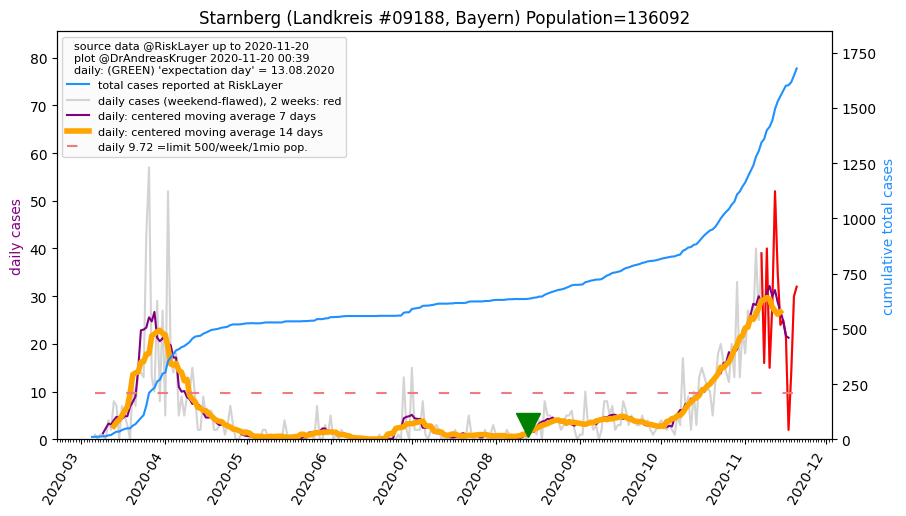 Starnberg (Landkreis #09188, Bayern) Population=136092
source data @RiskLayer up to 2020-11-20
plot @DrAndreasKruger 2020-11-20 00:39
daily: (GREEN) 'expectation day' = 13.08.2020
total cases reported at RiskLayer
daily cases (weekend-flawed), 2 weeks: red
daily: centered moving average 7 days
daily: centered moving average 14 days
daily 9.72 =limit 500/week/1mio pop.
daily cases
80
70
60
50
40
30
20
10
0
cumulative total cases
1750
1500
1250
1000
750
500
250
0
2020-03
2020-04
2020-05
2020-06
2020-07
2020-08
2020-09
2020-10
2020-11
2020-12